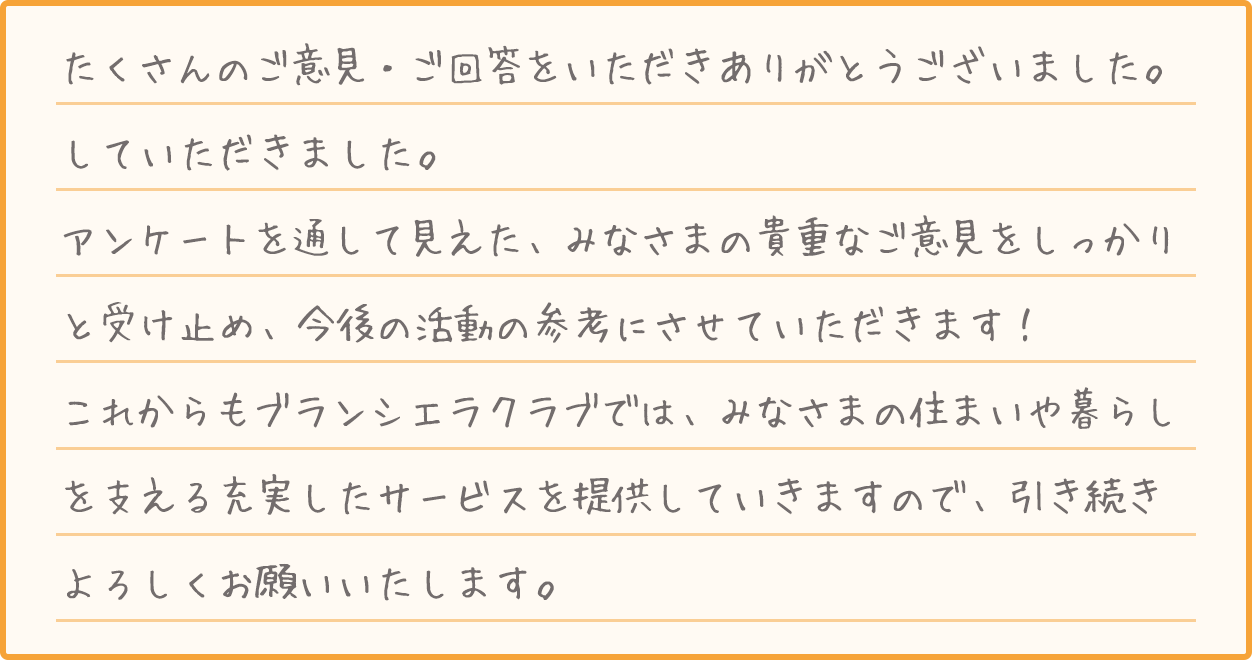 たくさんのご意見・ご回答をいただきありがとうございました。
していただきました。
アンケートを通して見えた、みなさまの貴重なご意見をしっかり
と受け止め、今後の活動の参考にさせていただきます！
これからもブランシエラクラブでは、みなさまの住まいや暮らし
を支える充実したサービスを提供していきますので、引き続き
よろしくお願いいたします。